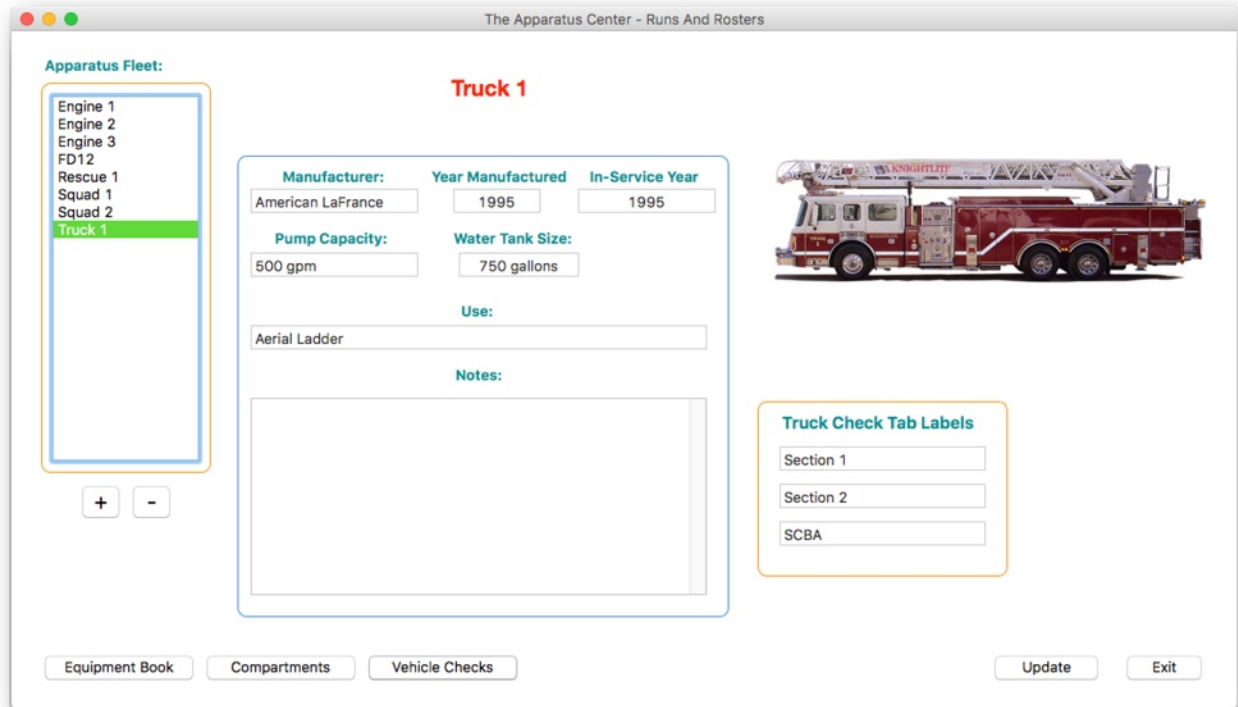 The Apparatus Center - Runs And Rosters
Apparatus Fleet:
Engine 1
Engine 2
Engine 3
FD12
Rescue 1
Squad 1
Squad 2
Truck 1
+ -
Truck 1
Manufacturer: Year Manufactured In-Service Year
American LaFrance 1995 1995
Pump Capacity: Water Tank Size:
500 gpm 750 gallons
Use:
Aerial Ladder
Notes:
KNIGHTLITE
Truck Check Tab Labels
Section 1
Section 2
SCBA
Equipment Book Compartments Vehicle Checks Update Exit